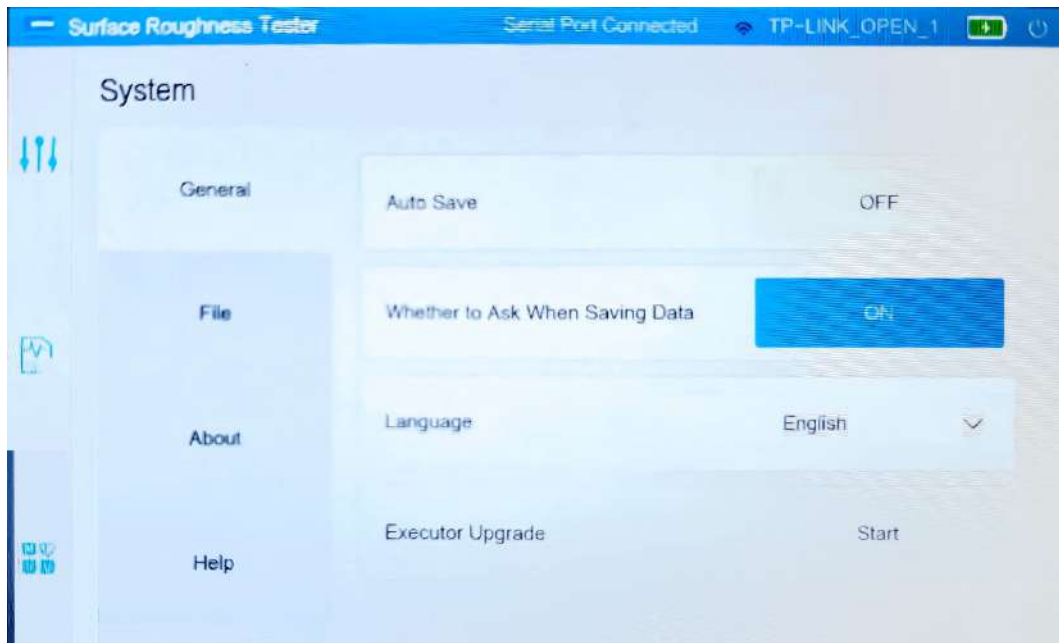 Surface Roughness Tester
Serial Port Connected
TP-LINK_OPEN_1
System
General
Auto Save
OFF
File
Whether to Ask When Saving Data
ON
About
Language
English
Executor Upgrade
Start
Help